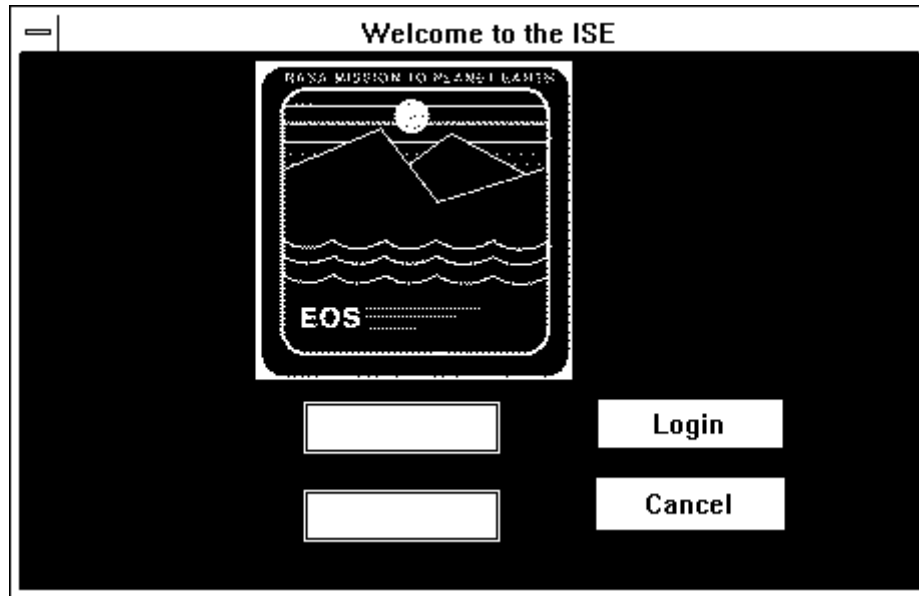 Welcome to the ISE
NASA MISSION TO PLANET EARTH
EOS
Login
Cancel